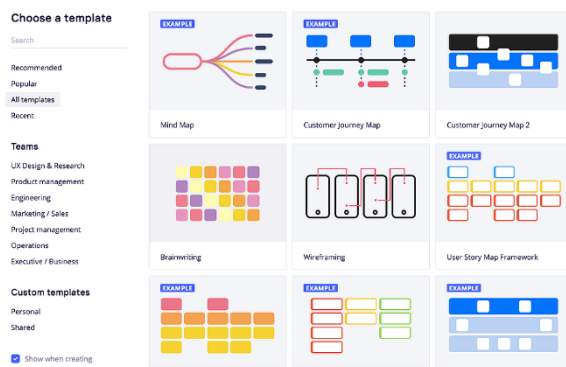 Choose a template
Search
Recommended
Popular
All templates
Recent
Teams
UX Design & Research
Product management
Engineering
Marketing / Sales
Project management
Operations
Executive / Business
Custom templates
Personal
Shared
Show when creating
EXAMPLE
Mind Map
EXAMPLE
Customer Journey Map
Customer Journey Map 2
Brainwriting
Wireframing
EXAMPLE
User Story Map Framework
EXAMPLE
EXAMPLE
EXAMPLE